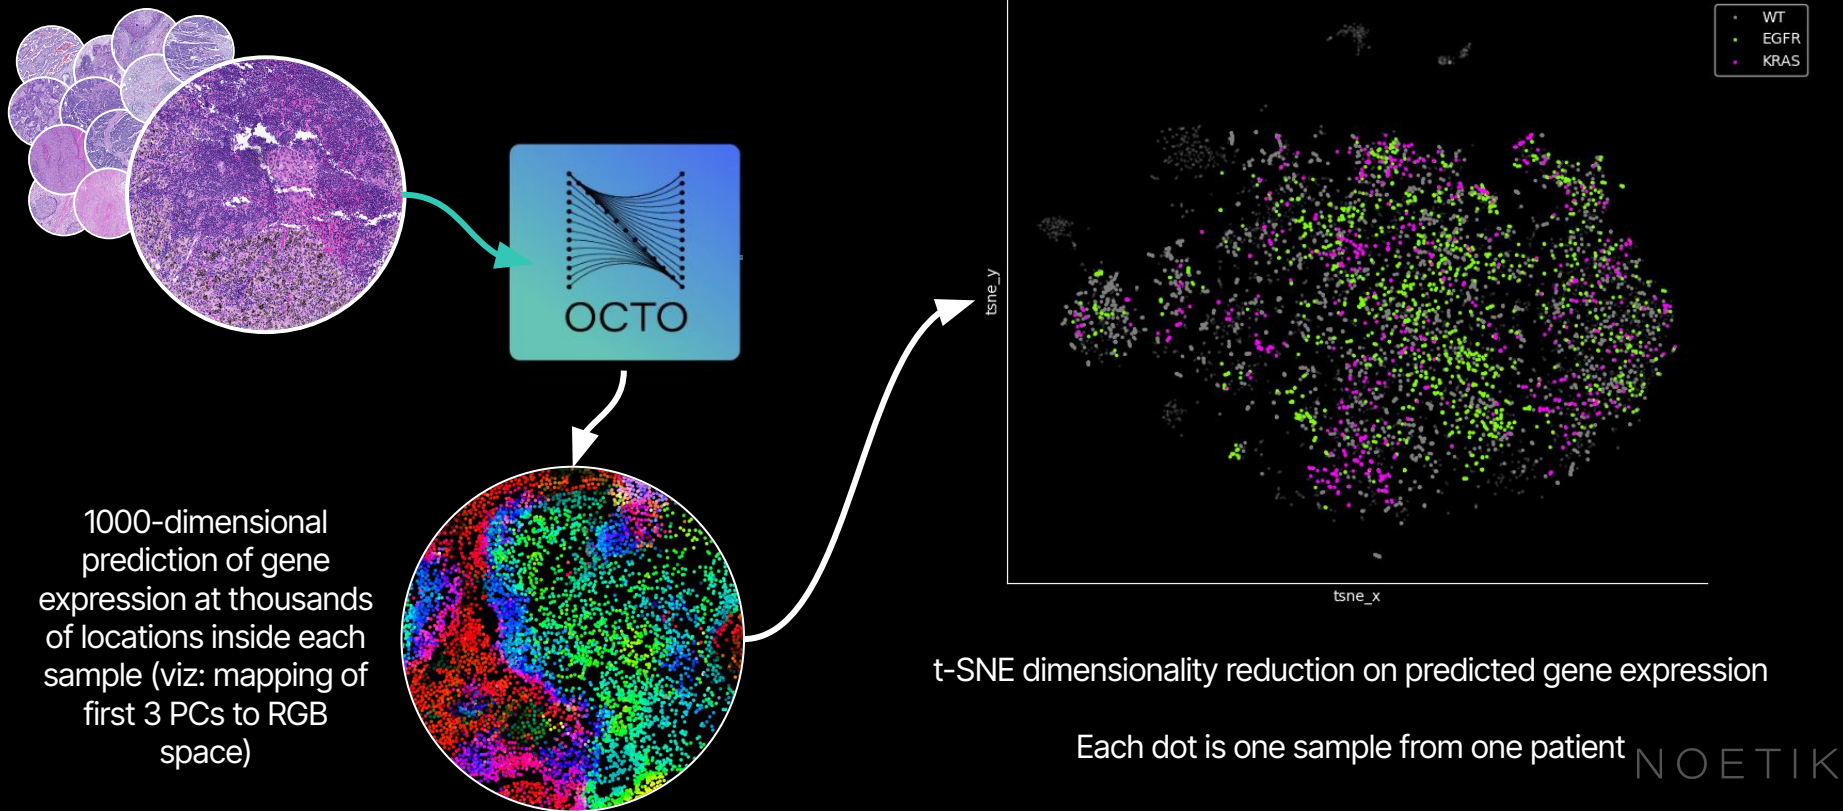 WT
EGFR
KRAS
OCTO
tsne_y
tsne_x
1000-dimensional
prediction of gene
expression at thousands
of locations inside each
sample (viz: mapping of
first 3 PCs to RGB
space)
t-SNE dimensionality reduction on predicted gene expression
Each dot is one sample from one patient
NOETIK